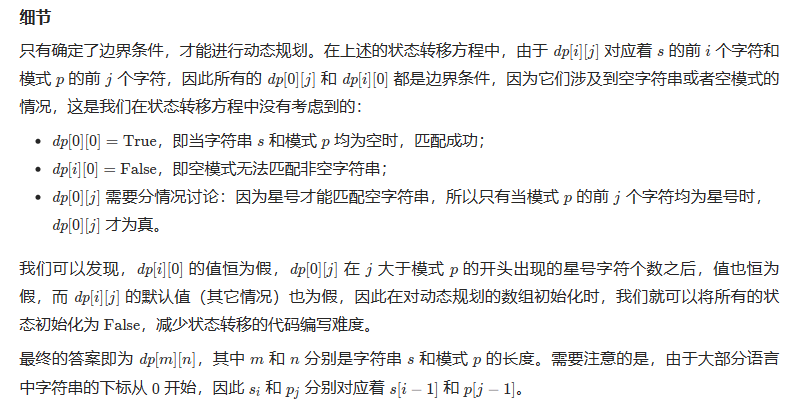 细节
只有确定了边界条件，才能进行动态规划。在上述的状态转移方程中，由于 dp[i][j] 对应着 s 的前 i 个字符和
模式 p 的前 j 个字符，因此所有的 dp[0][j] 和 dp[i][0] 都是边界条件，因为它们涉及到空字符串或者空模式的
情况，这是我们在状态转移方程中没有考虑到的：
• dp[0][0] = True，即当字符串 s 和模式 p 均为空时，匹配成功；
• dp[i][0] = False，即空模式无法匹配非空字符串；
• dp[0][j] 需要分情况讨论：因为星号才能匹配空字符串，所以只有当模式 p 的前 j 个字符均为星号时，
dp[0][j] 才为真。
我们可以发现，dp[i][0] 的值恒为假，dp[0][j] 在 j 大于模式 p 的开头出现的星号字符个数之后，值也恒为
假，而 dp[i][j] 的默认值（其它情况）也为假，因此在对动态规划的数组初始化时，我们就可以将所有的状
态初始化为 False，减少状态转移的代码编写难度。
最终的答案即为 dp[m][n]，其中 m 和 n 分别是字符串 s 和模式 p 的长度。需要注意的是，由于大部分语言
中字符串的下标从 0 开始，因此 sᵢ 和 pⱼ 分别对应着 s[i − 1] 和 p[j − 1]。